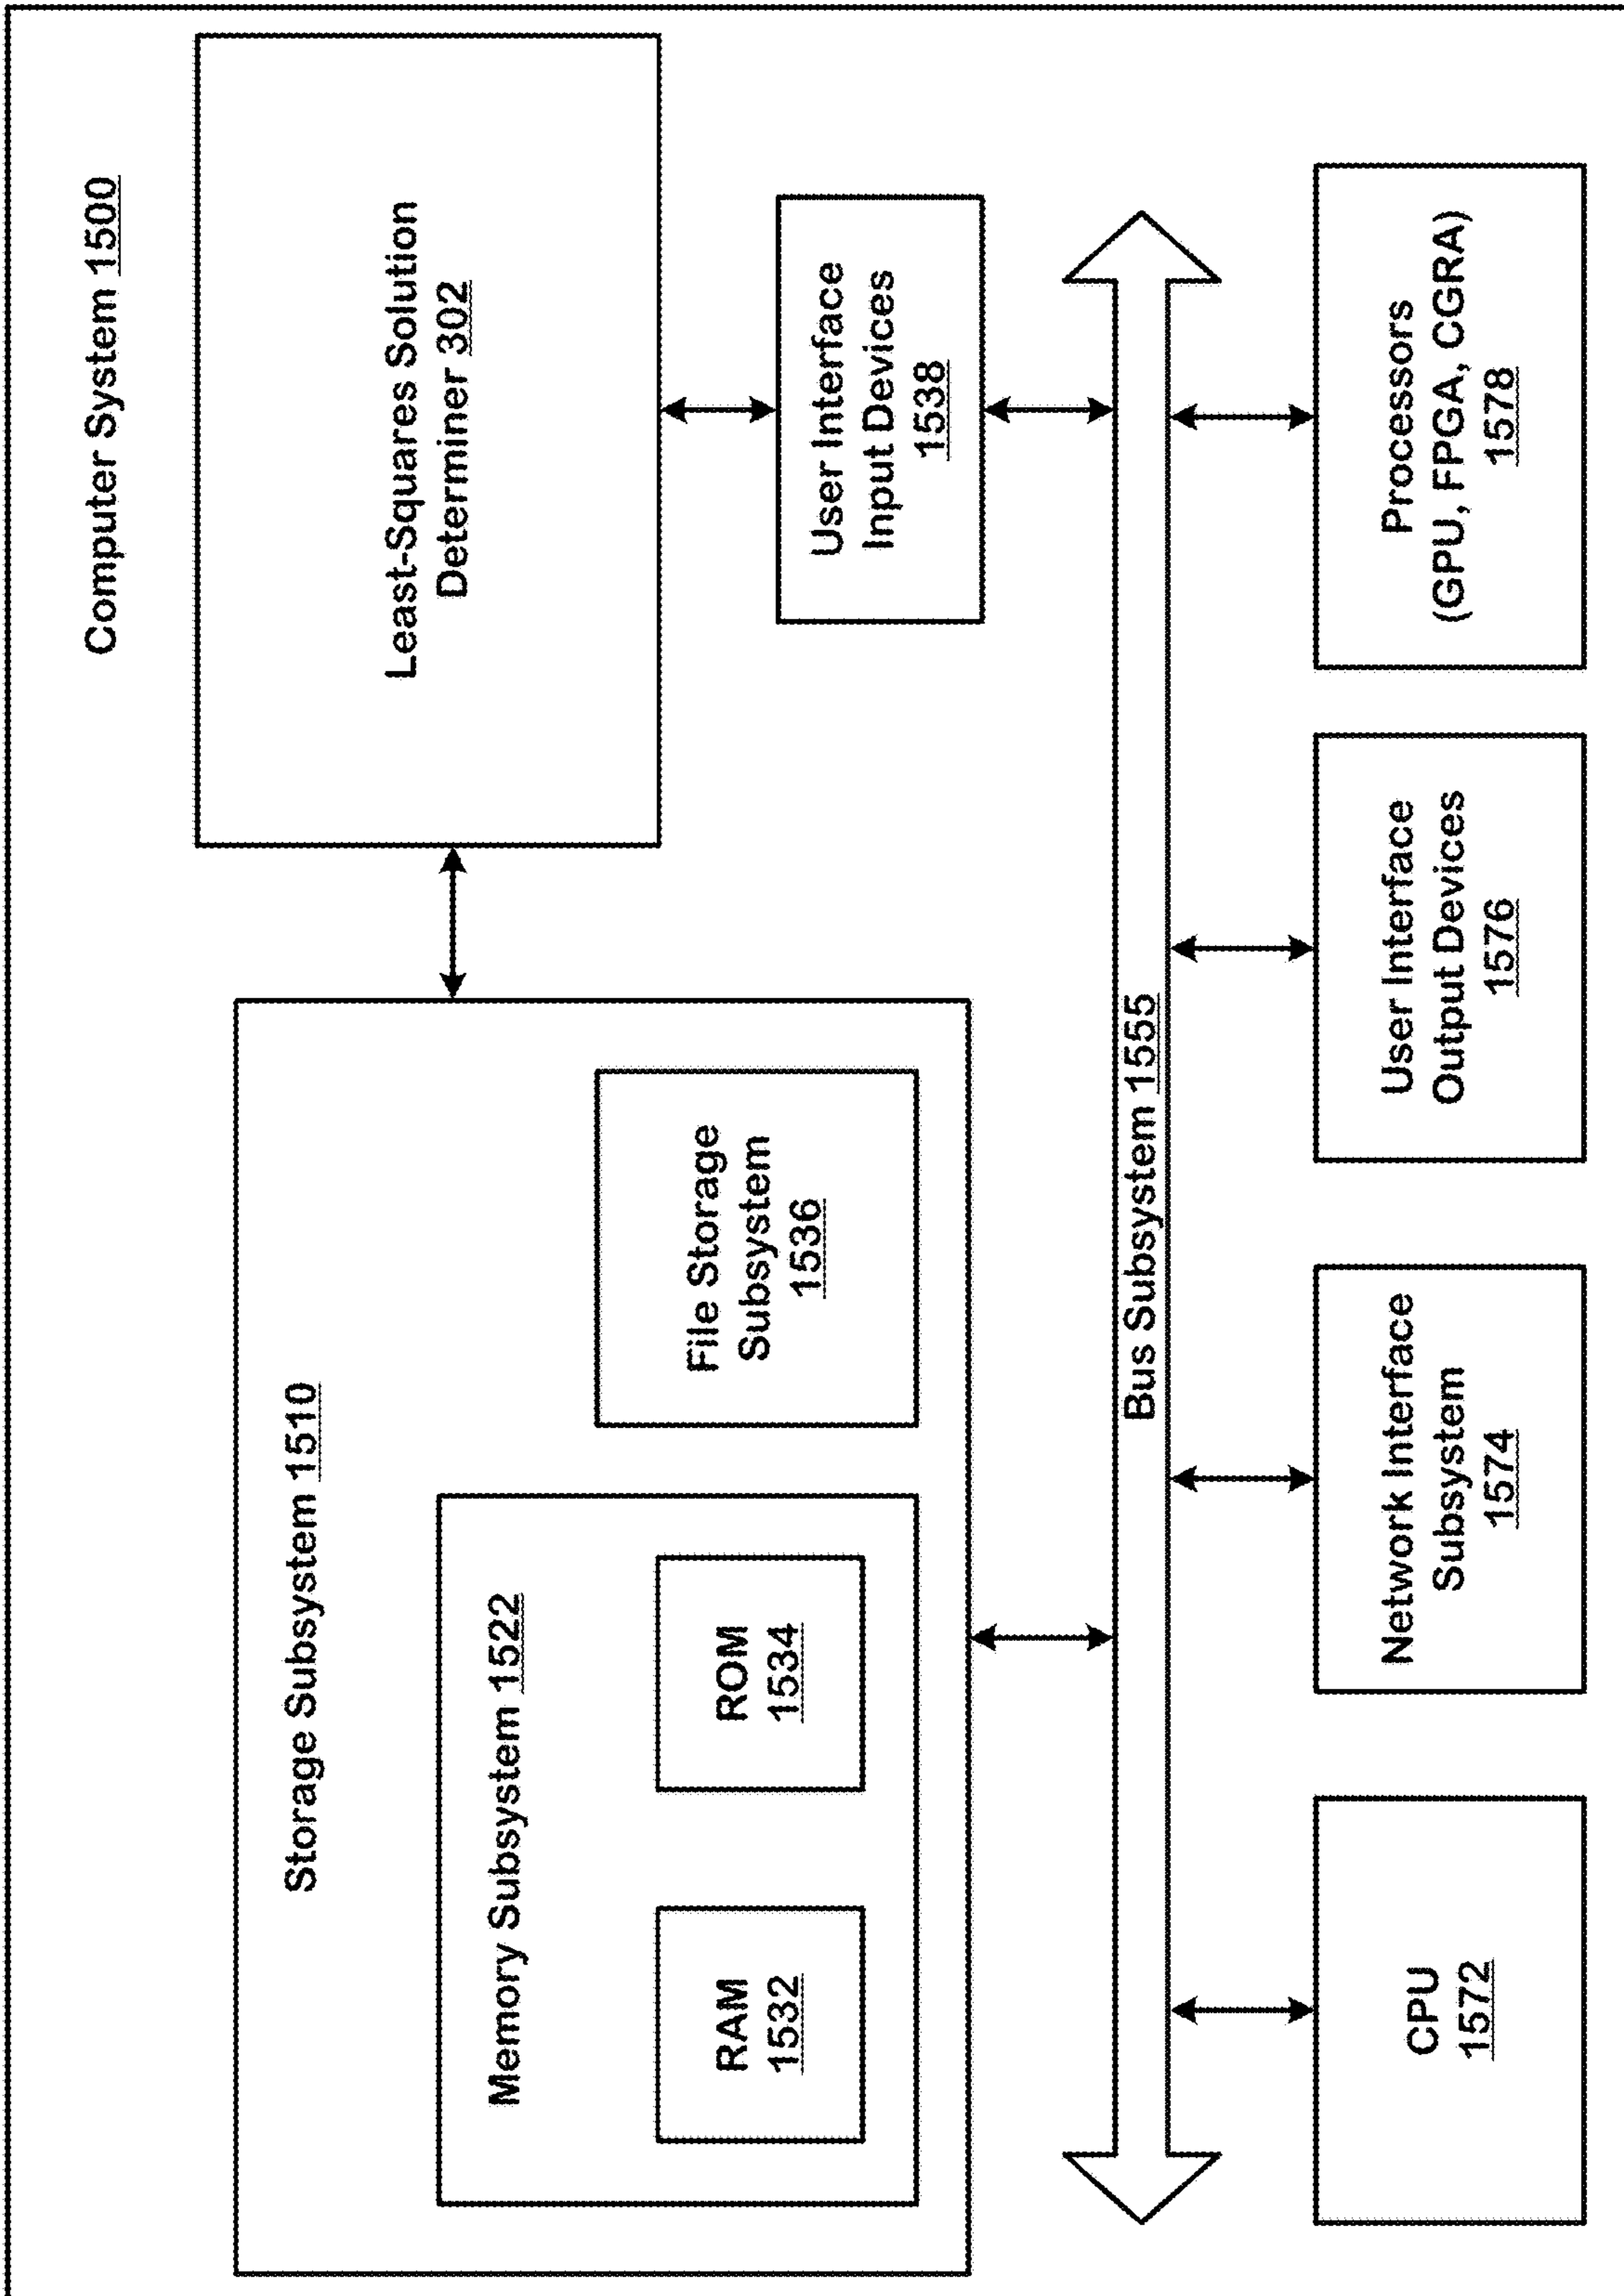 Computer System 1500
Storage Subsystem 1510
Memory Subsystem 1522
RAM
1532
ROM
1534
File Storage
Subsystem
1536
Least-Squares Solution
Determiner 302
User Interface
Input Devices
1538
Bus Subsystem 1555
CPU
1572
Network Interface
Subsystem
1574
User Interface
Output Devices
1576
Processors
(GPU, FPGA, CGRA)
1578